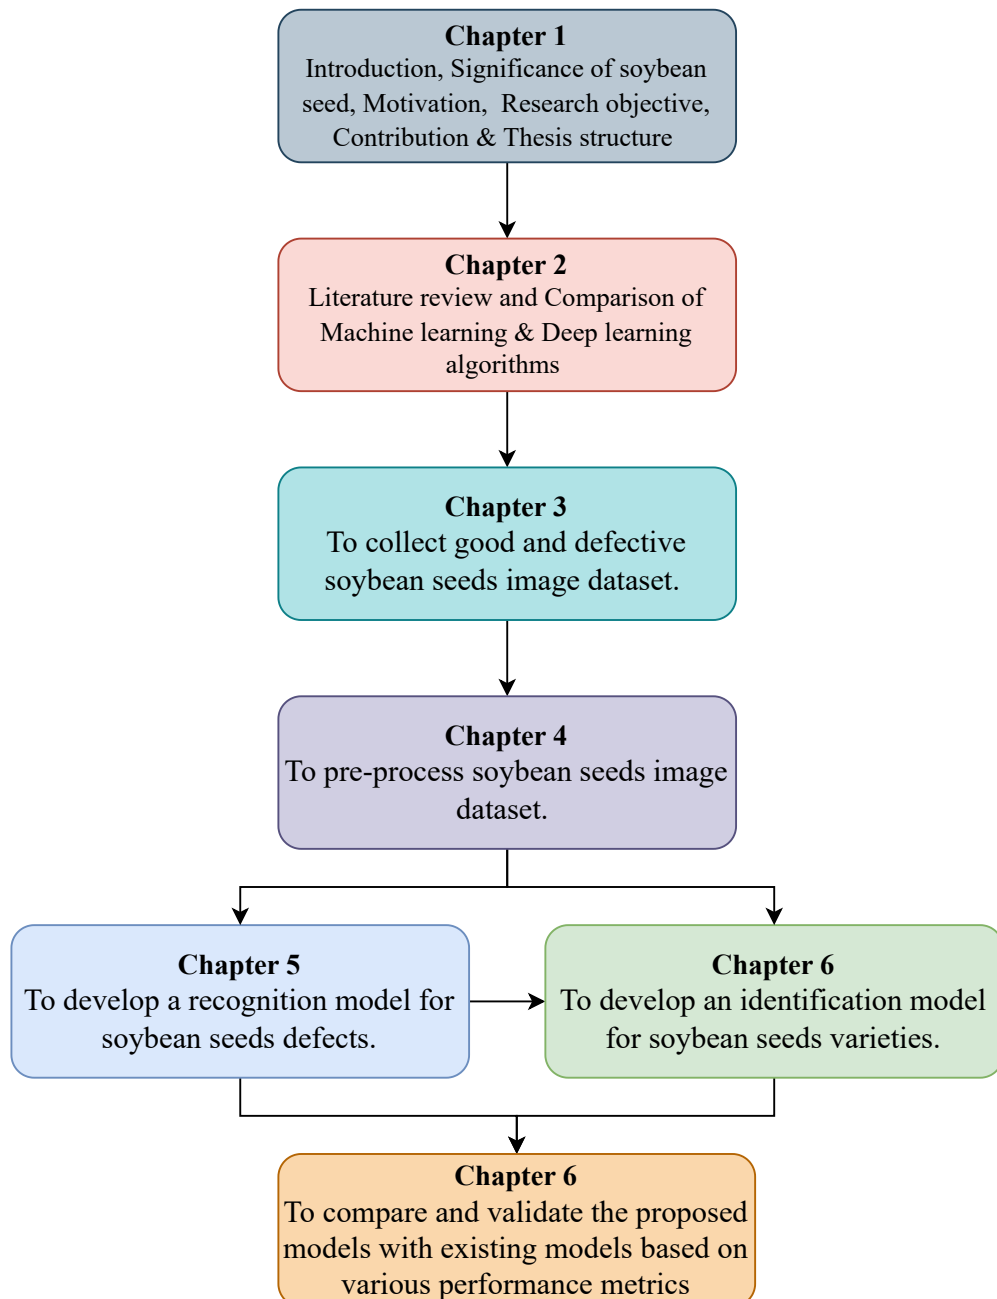 Chapter 1
Introduction, Significance of soybean
seed, Motivation,  Research objective,
Contribution & Thesis structure
Chapter 2
Literature review and Comparison of
Machine learning & Deep learning
algorithms
Chapter 3
To collect good and defective
soybean seeds image dataset.
Chapter 4
To pre-process soybean seeds image
dataset.
Chapter 5
To develop a recognition model for
soybean seeds defects.
Chapter 6
To develop an identification model
for soybean seeds varieties.
Chapter 6
To compare and validate the proposed
models with existing models based on
various performance metrics